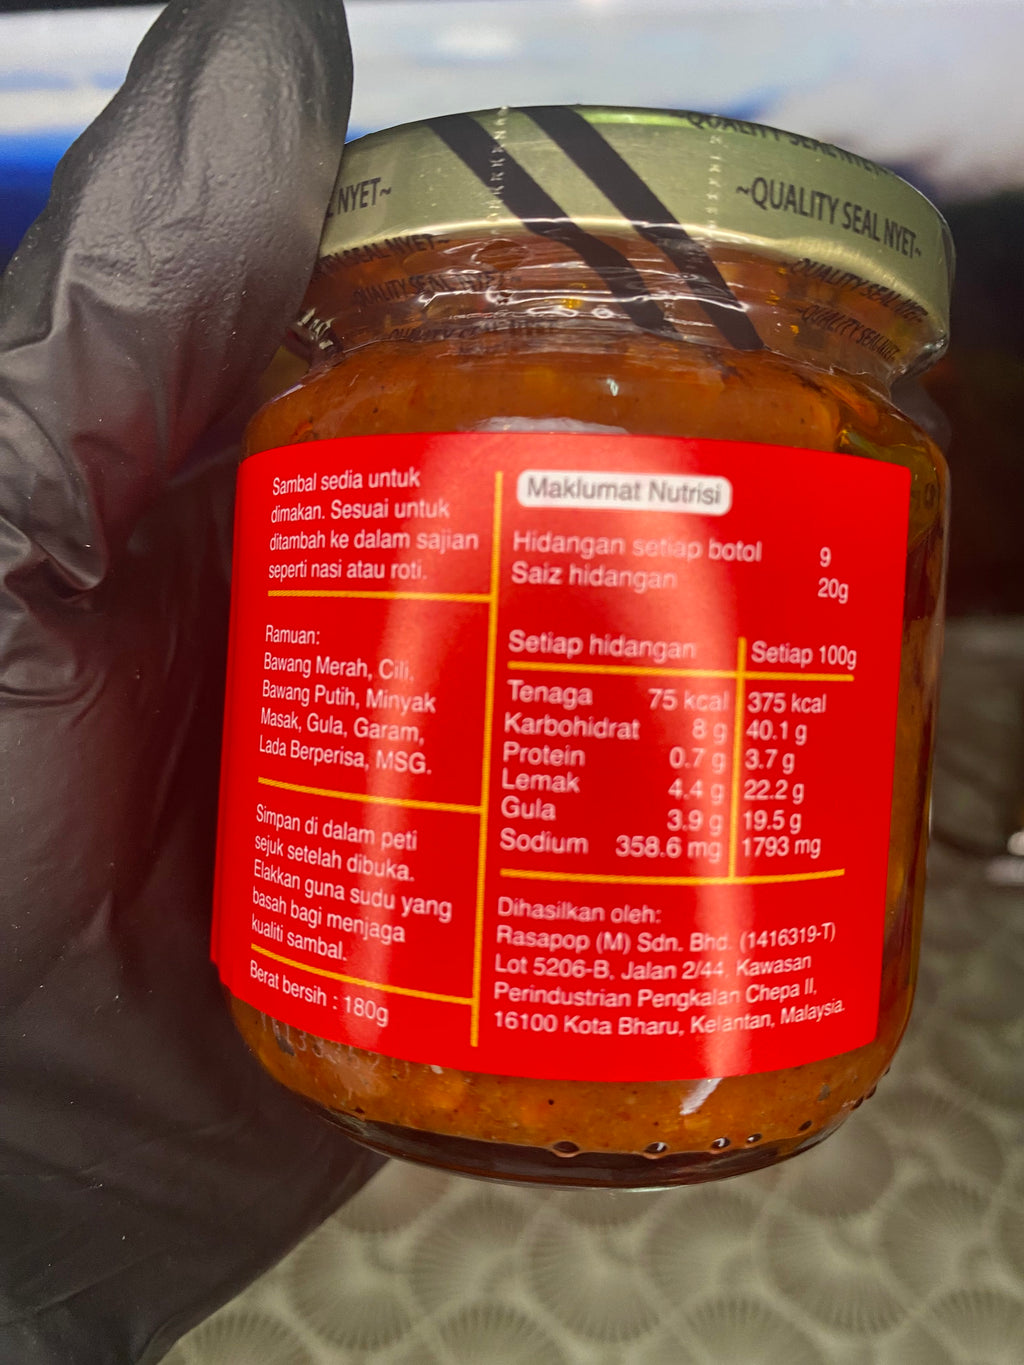 NYET~
~QUALITY SEAL NYET~
QUALITY SEAL NYET
Sambal sedia untuk
dimakan. Sesuai untuk
ditambah ke dalam sajian
seperti nasi atau roti.
Ramuan:
Bawang Merah, Cili,
Bawang Putih, Minyak
Masak, Gula, Garam,
Lada Berperisa, MSG.
Simpan di dalam peti
sejuk setelah dibuka.
Elakkan guna sudu yang
basah bagi menjaga
kualiti sambal.
Berat bersih : 180g
Maklumat Nutrisi
Hidangan setiap botol 9
Saiz hidangan 20g
Setiap hidangan Setiap 100g
Tenaga 75 kcal 375 kcal
Karbohidrat 8 g 40.1 g
Protein 0.7 g 3.7 g
Lemak 4.4 g 22.2 g
Gula 3.9 g 19.5 g
Sodium 358.6 mg 1793 mg
Dihasilkan oleh:
Rasapop (M) Sdn. Bhd. (1416319-T)
Lot 5206-B, Jalan 2/44, Kawasan
Perindustrian Pengkalan Chepa II,
16100 Kota Bharu, Kelantan, Malaysia.